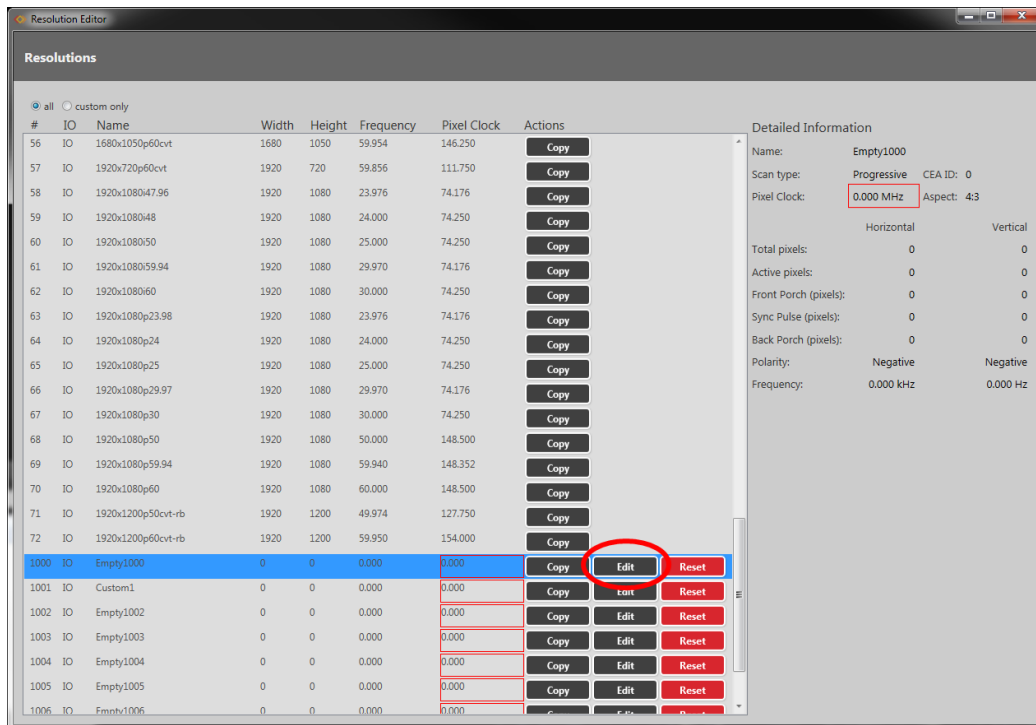 Resolution Editor
Resolutions
all custom only
# IO Name Width Height Frequency Pixel Clock Actions
56 IO 1680x1050p60cvt 1680 1050 59.954 146.250 Copy
57 IO 1920x720p60cvt 1920 720 59.856 111.750 Copy
58 IO 1920x1080i47.96 1920 1080 23.976 74.176 Copy
59 IO 1920x1080i48 1920 1080 24.000 74.250 Copy
60 IO 1920x1080i50 1920 1080 25.000 74.250 Copy
61 IO 1920x1080i59.94 1920 1080 29.970 74.176 Copy
62 IO 1920x1080i60 1920 1080 30.000 74.250 Copy
63 IO 1920x1080p23.98 1920 1080 23.976 74.176 Copy
64 IO 1920x1080p24 1920 1080 24.000 74.250 Copy
65 IO 1920x1080p25 1920 1080 25.000 74.250 Copy
66 IO 1920x1080p29.97 1920 1080 29.970 74.176 Copy
67 IO 1920x1080p30 1920 1080 30.000 74.250 Copy
68 IO 1920x1080p50 1920 1080 50.000 148.500 Copy
69 IO 1920x1080p59.94 1920 1080 59.940 148.352 Copy
70 IO 1920x1080p60 1920 1080 60.000 148.500 Copy
71 IO 1920x1200p50cvt-rb 1920 1200 49.974 127.750 Copy
72 IO 1920x1200p60cvt-rb 1920 1200 59.950 154.000 Copy
1000 IO Empty1000 0 0 0.000 0.000 Copy Edit Reset
1001 IO Custom1 0 0 0.000 0.000 Copy Edit Reset
1002 IO Empty1002 0 0 0.000 0.000 Copy Edit Reset
1003 IO Empty1003 0 0 0.000 0.000 Copy Edit Reset
1004 IO Empty1004 0 0 0.000 0.000 Copy Edit Reset
1005 IO Empty1005 0 0 0.000 0.000 Copy Edit Reset
1006 IO Empty1006 0 0 0.000 0.000 Copy Edit Reset
Detailed Information
Name: Empty1000
Scan type: Progressive CEA ID: 0
Pixel Clock: 0.000 MHz Aspect: 4:3
Horizontal Vertical
Total pixels: 0 0
Active pixels: 0 0
Front Porch (pixels): 0 0
Sync Pulse (pixels): 0 0
Back Porch (pixels): 0 0
Polarity: Negative Negative
Frequency: 0.000 kHz 0.000 Hz